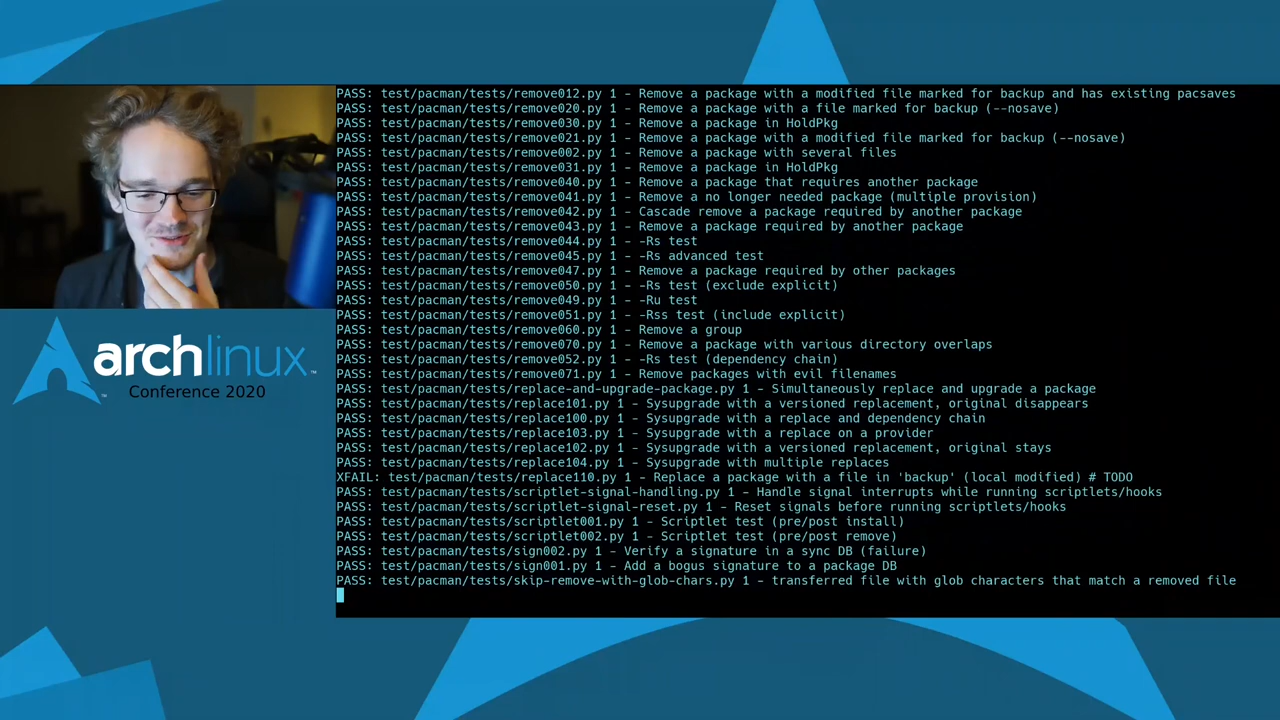 PASS: test/pacman/tests/remove012.py 1 - Remove a package with a modified file marked for backup and has existing pacsaves
PASS: test/pacman/tests/remove020.py 1 - Remove a package with a file marked for backup (--nosave)
PASS: test/pacman/tests/remove030.py 1 - Remove a package in HoldPkg
PASS: test/pacman/tests/remove021.py 1 - Remove a package with a modified file marked for backup (--nosave)
PASS: test/pacman/tests/remove002.py 1 - Remove a package with several files
PASS: test/pacman/tests/remove031.py 1 - Remove a package in HoldPkg
PASS: test/pacman/tests/remove040.py 1 - Remove a package that requires another package
PASS: test/pacman/tests/remove041.py 1 - Remove a no longer needed package (multiple provision)
PASS: test/pacman/tests/remove042.py 1 - Cascade remove a package required by another package
PASS: test/pacman/tests/remove043.py 1 - Remove a package required by another package
PASS: test/pacman/tests/remove044.py 1 - -Rs test
PASS: test/pacman/tests/remove045.py 1 - -Rs advanced test
PASS: test/pacman/tests/remove047.py 1 - Remove a package required by other packages
PASS: test/pacman/tests/remove050.py 1 - -Rs test (exclude explicit)
PASS: test/pacman/tests/remove049.py 1 - -Ru test
PASS: test/pacman/tests/remove051.py 1 - -Rss test (include explicit)
PASS: test/pacman/tests/remove060.py 1 - Remove a group
PASS: test/pacman/tests/remove070.py 1 - Remove a package with various directory overlaps
PASS: test/pacman/tests/remove052.py 1 - -Rs test (dependency chain)
PASS: test/pacman/tests/remove071.py 1 - Remove packages with evil filenames
PASS: test/pacman/tests/replace-and-upgrade-package.py 1 - Simultaneously replace and upgrade a package
PASS: test/pacman/tests/replace101.py 1 - Sysupgrade with a versioned replacement, original disappears
PASS: test/pacman/tests/replace100.py 1 - Sysupgrade with a replace and dependency chain
PASS: test/pacman/tests/replace103.py 1 - Sysupgrade with a replace on a provider
PASS: test/pacman/tests/replace102.py 1 - Sysupgrade with a versioned replacement, original stays
PASS: test/pacman/tests/replace104.py 1 - Sysupgrade with multiple replaces
XFAIL: test/pacman/tests/replace110.py 1 - Replace a package with a file in 'backup' (local modified) # TODO
PASS: test/pacman/tests/scriptlet-signal-handling.py 1 - Handle signal interrupts while running scriptlets/hooks
PASS: test/pacman/tests/scriptlet-signal-reset.py 1 - Reset signals before running scriptlets/hooks
PASS: test/pacman/tests/scriptlet001.py 1 - Scriptlet test (pre/post install)
PASS: test/pacman/tests/scriptlet002.py 1 - Scriptlet test (pre/post remove)
PASS: test/pacman/tests/sign002.py 1 - Verify a signature in a sync DB (failure)
PASS: test/pacman/tests/sign001.py 1 - Add a bogus signature to a package DB
PASS: test/pacman/tests/skip-remove-with-glob-chars.py 1 - transferred file with glob characters that match a removed file
archlinux™
Conference 2020